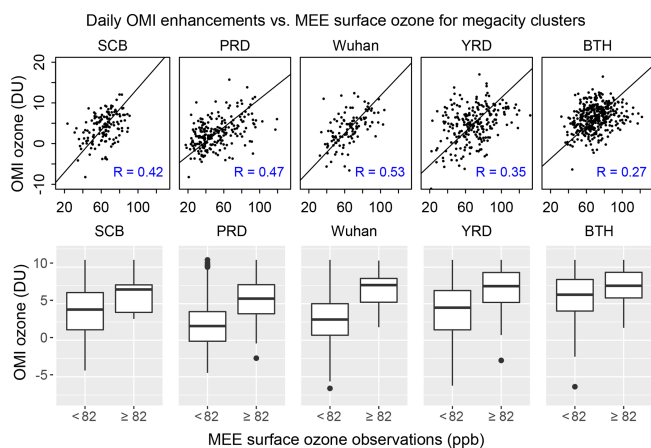 Daily OMI enhancements vs. MEE surface ozone for megacity clusters
SCB PRD Wuhan YRD BTH
OMI ozone (DU)
20
10
0
-10
R = 0.42 R = 0.47 R = 0.53 R = 0.35 R = 0.27
20 60 100 20 60 100 20 60 100 20 60 100 20 60 100
SCB PRD Wuhan YRD BTH
OMI ozone (DU)
10
5
0
-5
< 82 ≥ 82 < 82 ≥ 82 < 82 ≥ 82 < 82 ≥ 82 < 82 ≥ 82
MEE surface ozone observations (ppb)